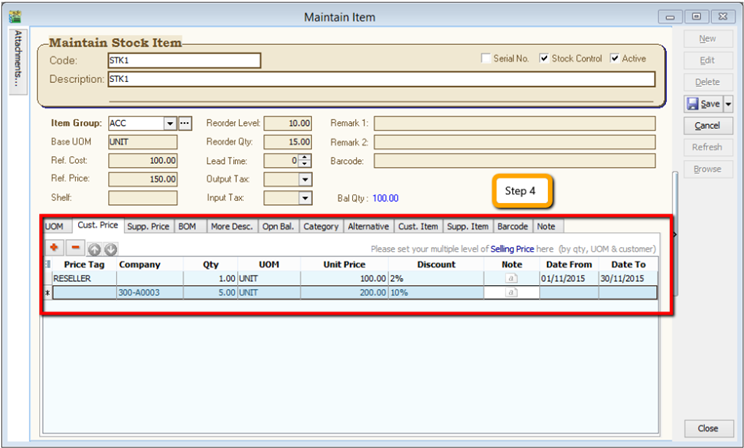 Maintain Item
Attachments...
Maintain Stock Item
Code: STK1 Serial No. Stock Control Active
Description: STK1
Item Group: ACC Reorder Level: 10.00 Remark 1:
Base UOM UNIT Reorder Qty: 15.00 Remark 2:
Ref. Cost: 100.00 Lead Time: 0 Barcode:
Ref. Price: 150.00 Output Tax:
Shelf: Input Tax: Bal Qty: 100.00
Step 4
UOM Cust. Price Supp. Price BOM More Desc. Opn Bal. Category Alternative Cust. Item Supp. Item Barcode Note
Please set your multiple level of Selling Price here (by qty, UOM & customer)
Price Tag Company Qty UOM Unit Price Discount Note Date From Date To
RESELLER 1.00 UNIT 100.00 2% a 01/11/2015 30/11/2015
300-A0003 5.00 UNIT 200.00 10% a
New
Edit
Delete
Save
Cancel
Refresh
Browse
Close